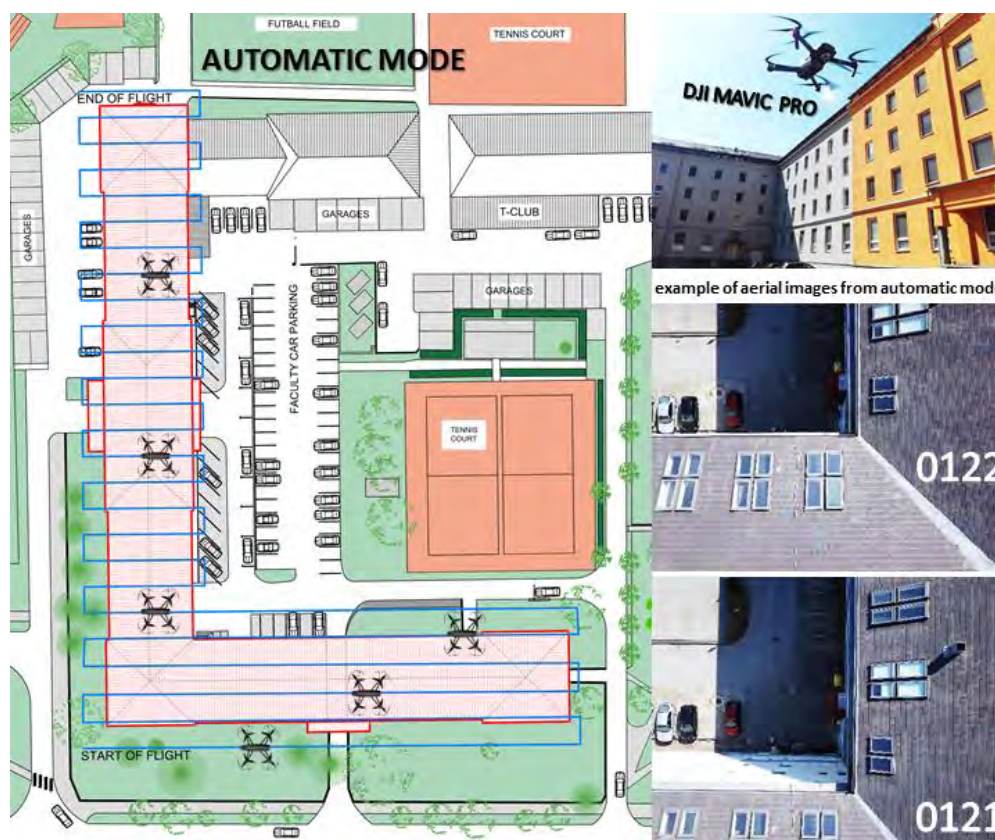 FUTBALL FIELD
TENNIS COURT
AUTOMATIC MODE
DJI MAVIC PRO
END OF FLIGHT
GARAGES
GARAGES
T-CLUB
GARAGES
FACULTY CAR PARKING
TENNIS
COURT
START OF FLIGHT
example of aerial images from automatic mod
0122
0121